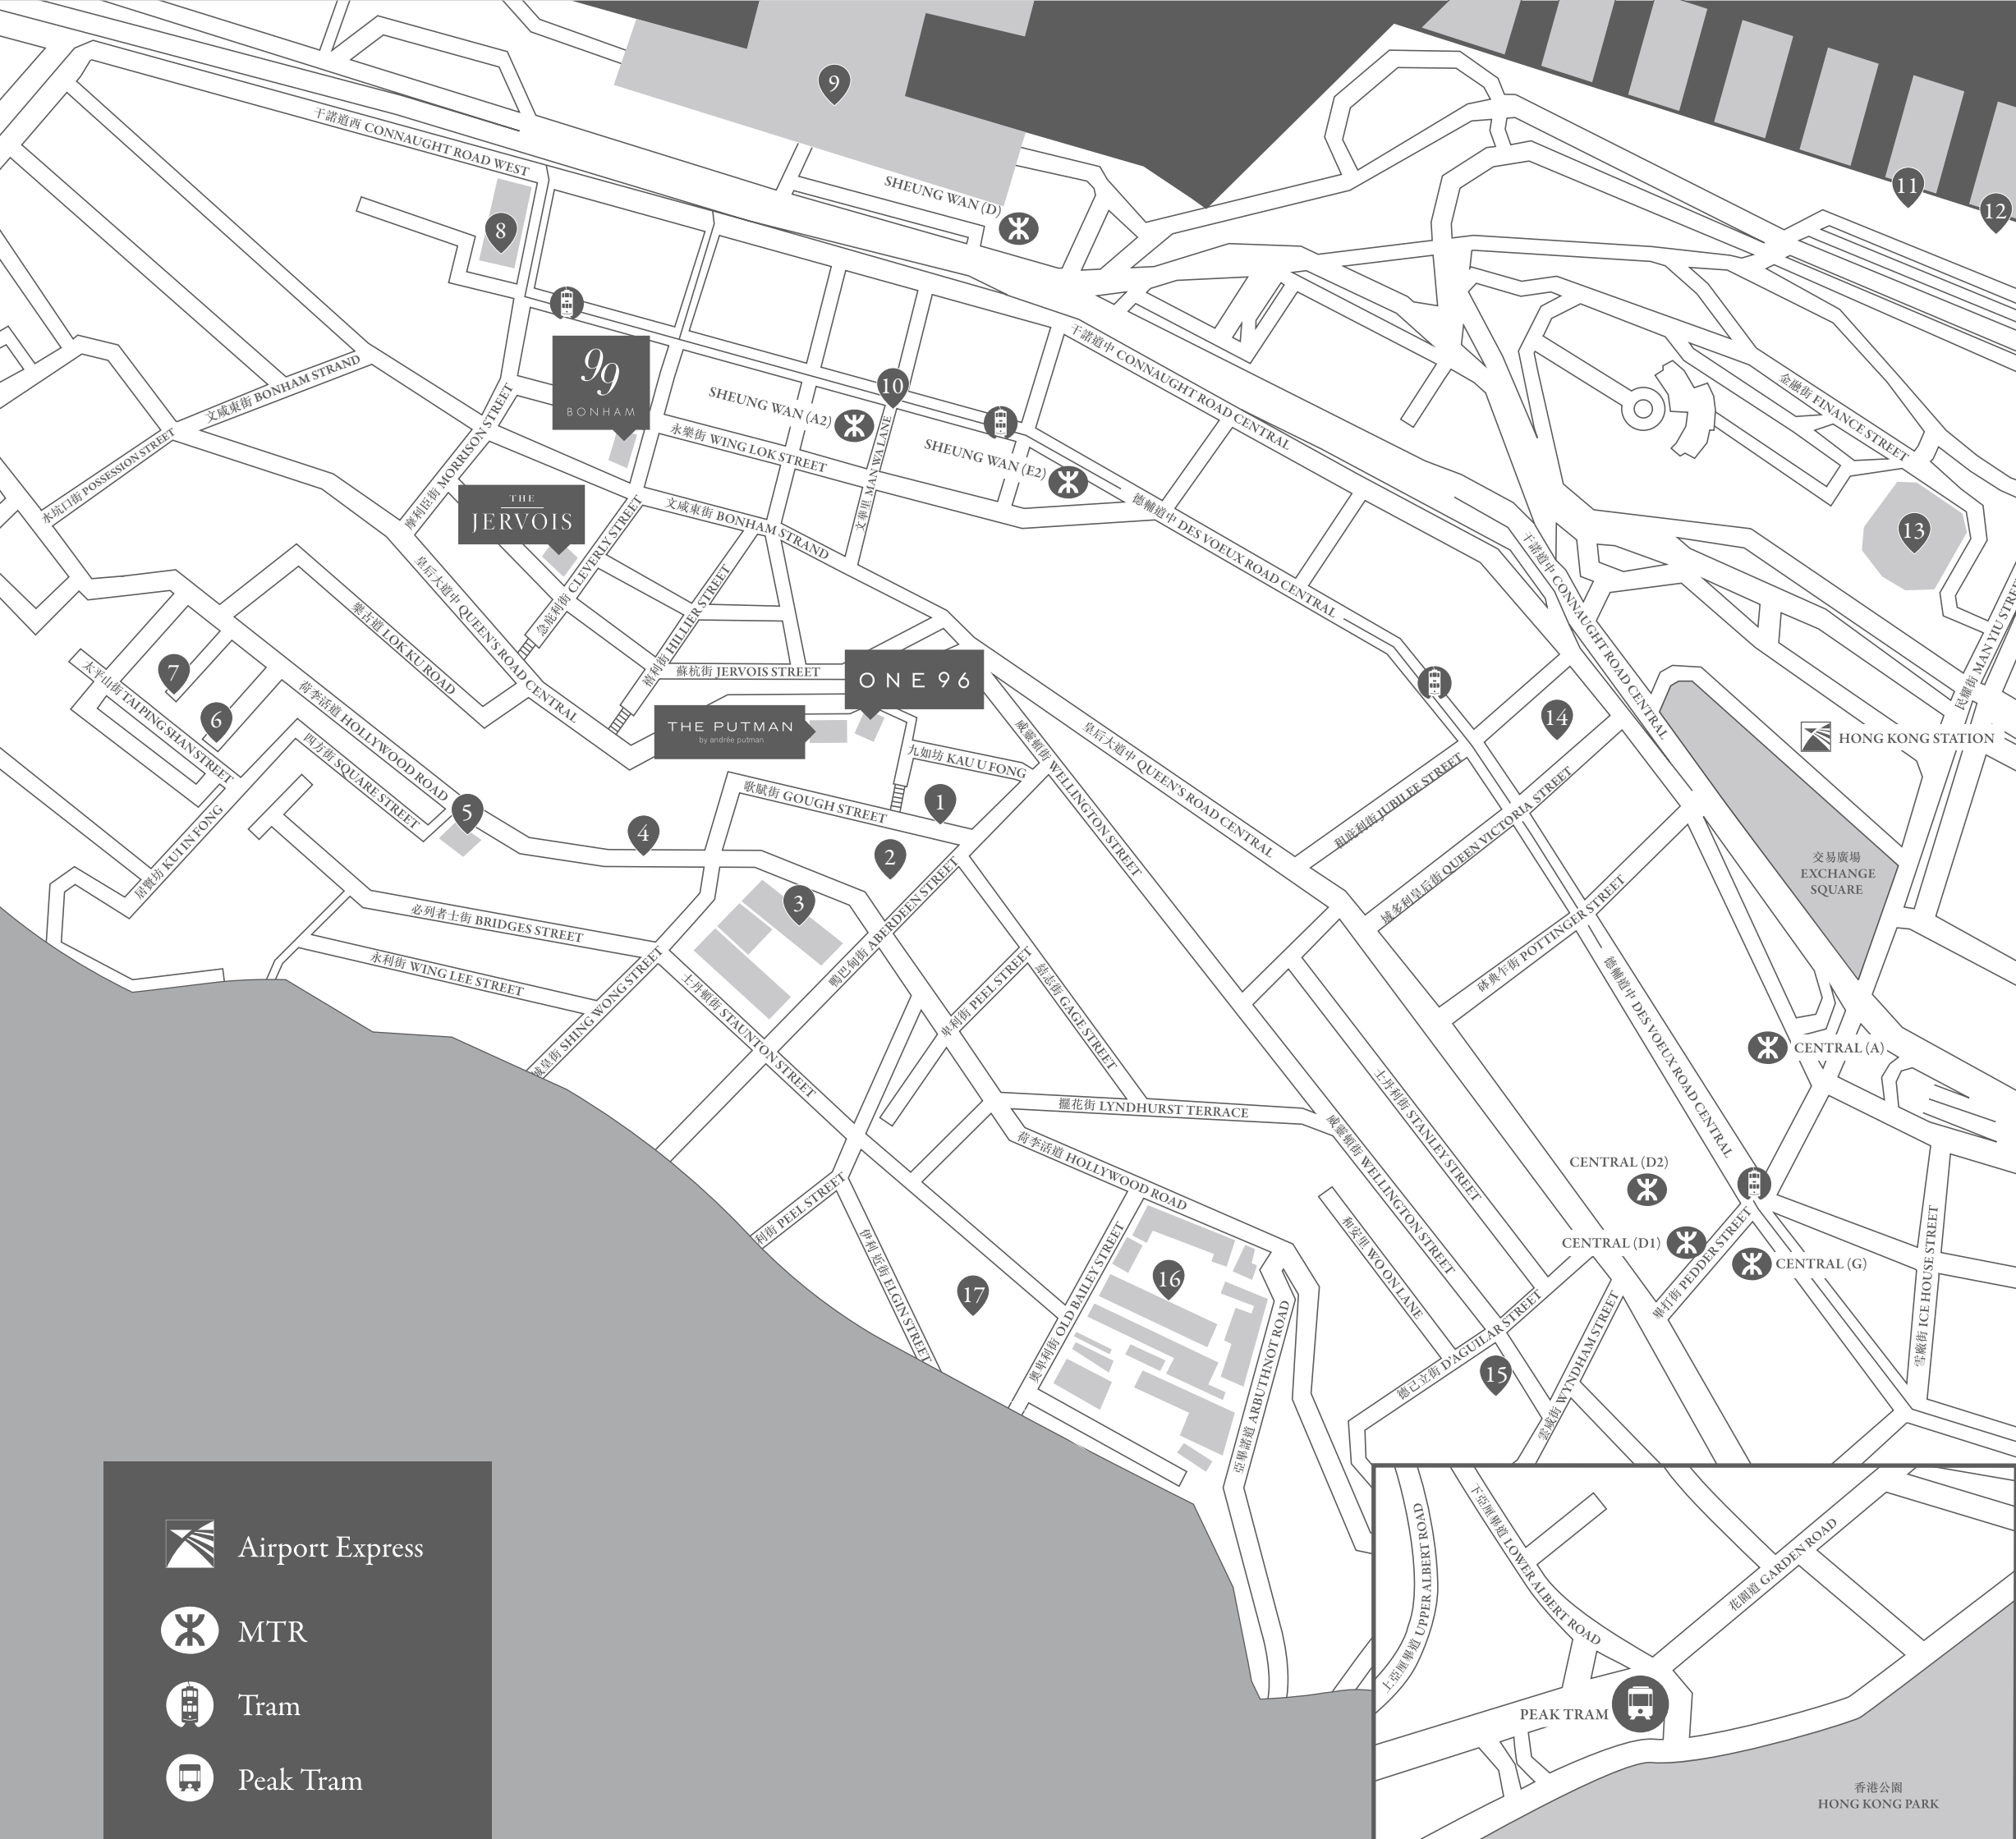 9
11
12
干諾道西 CONNAUGHT ROAD WEST
SHEUNG WAN (D)
8
99
BONHAM
10
SHEUNG WAN (A2)
永樂街 WING LOK STREET
文華里 MAN WA LANE
SHEUNG WAN (E2)
干諾道中 CONNAUGHT ROAD CENTRAL
金融街 FINANCE STREET
文咸東街 BONHAM STRAND
水坑口街 POSSESSION STREET
摩利臣街 MORRISON STREET
THE
JERVOIS
文咸東街 BONHAM STRAND
德輔道中 DES VOEUX ROAD CENTRAL
干諾道中 CONNAUGHT ROAD CENTRAL
13
民耀街 MAN YIU STREET
皇后大道中 QUEEN'S ROAD CENTRAL
急庇利街 CLEVERLY STREET
禧利街 HILLIER STREET
樂古道 LOK KU ROAD
蘇杭街 JERVOIS STREET
ONE96
THE PUTMAN
by andrée putman
7
6
太平山街 TAI PING SHAN STREET
荷李活道 HOLLYWOOD ROAD
四方街 SQUARE STREET
居賢坊 KUI IN FONG
5
4
九如坊 KAU U FONG
歌賦街 GOUGH STREET
1
2
3
威靈頓街 WELLINGTON STREET
皇后大道中 QUEEN'S ROAD CENTRAL
14
HONG KONG STATION
租庇利街 JUBILEE STREET
域多利皇后街 QUEEN VICTORIA STREET
砵典乍街 POTTINGER STREET
交易廣場
EXCHANGE
SQUARE
必列者士街 BRIDGES STREET
永利街 WING LEE STREET
城皇街 SHING WONG STREET
士丹頓街 STAUNTON STREET
鴨巴甸街 ABERDEEN STREET
卑利街 PEEL STREET
結志街 GAGE STREET
德輔道中 DES VOEUX ROAD CENTRAL
CENTRAL (A)
擺花街 LYNDHURST TERRACE
士丹利街 STANLEY STREET
威靈頓街 WELLINGTON STREET
荷李活道 HOLLYWOOD ROAD
利街 PEEL STREET
伊利近街 ELGIN STREET
17
奧卑利街 OLD BAILEY STREET
16
亞畢諾道 ARBUTHNOT ROAD
和安里 WO ON LANE
CENTRAL (D2)
CENTRAL (D1)
CENTRAL (G)
畢打街 PEDDER STREET
雪廠街 ICE HOUSE STREET
德己立街 D'AGUILAR STREET
15
雲咸街 WYNDHAM STREET
上亞厘畢道 UPPER ALBERT ROAD
下亞厘畢道 LOWER ALBERT ROAD
花園道 GARDEN ROAD
PEAK TRAM
香港公園
HONG KONG PARK
Airport Express
MTR
Tram
Peak Tram